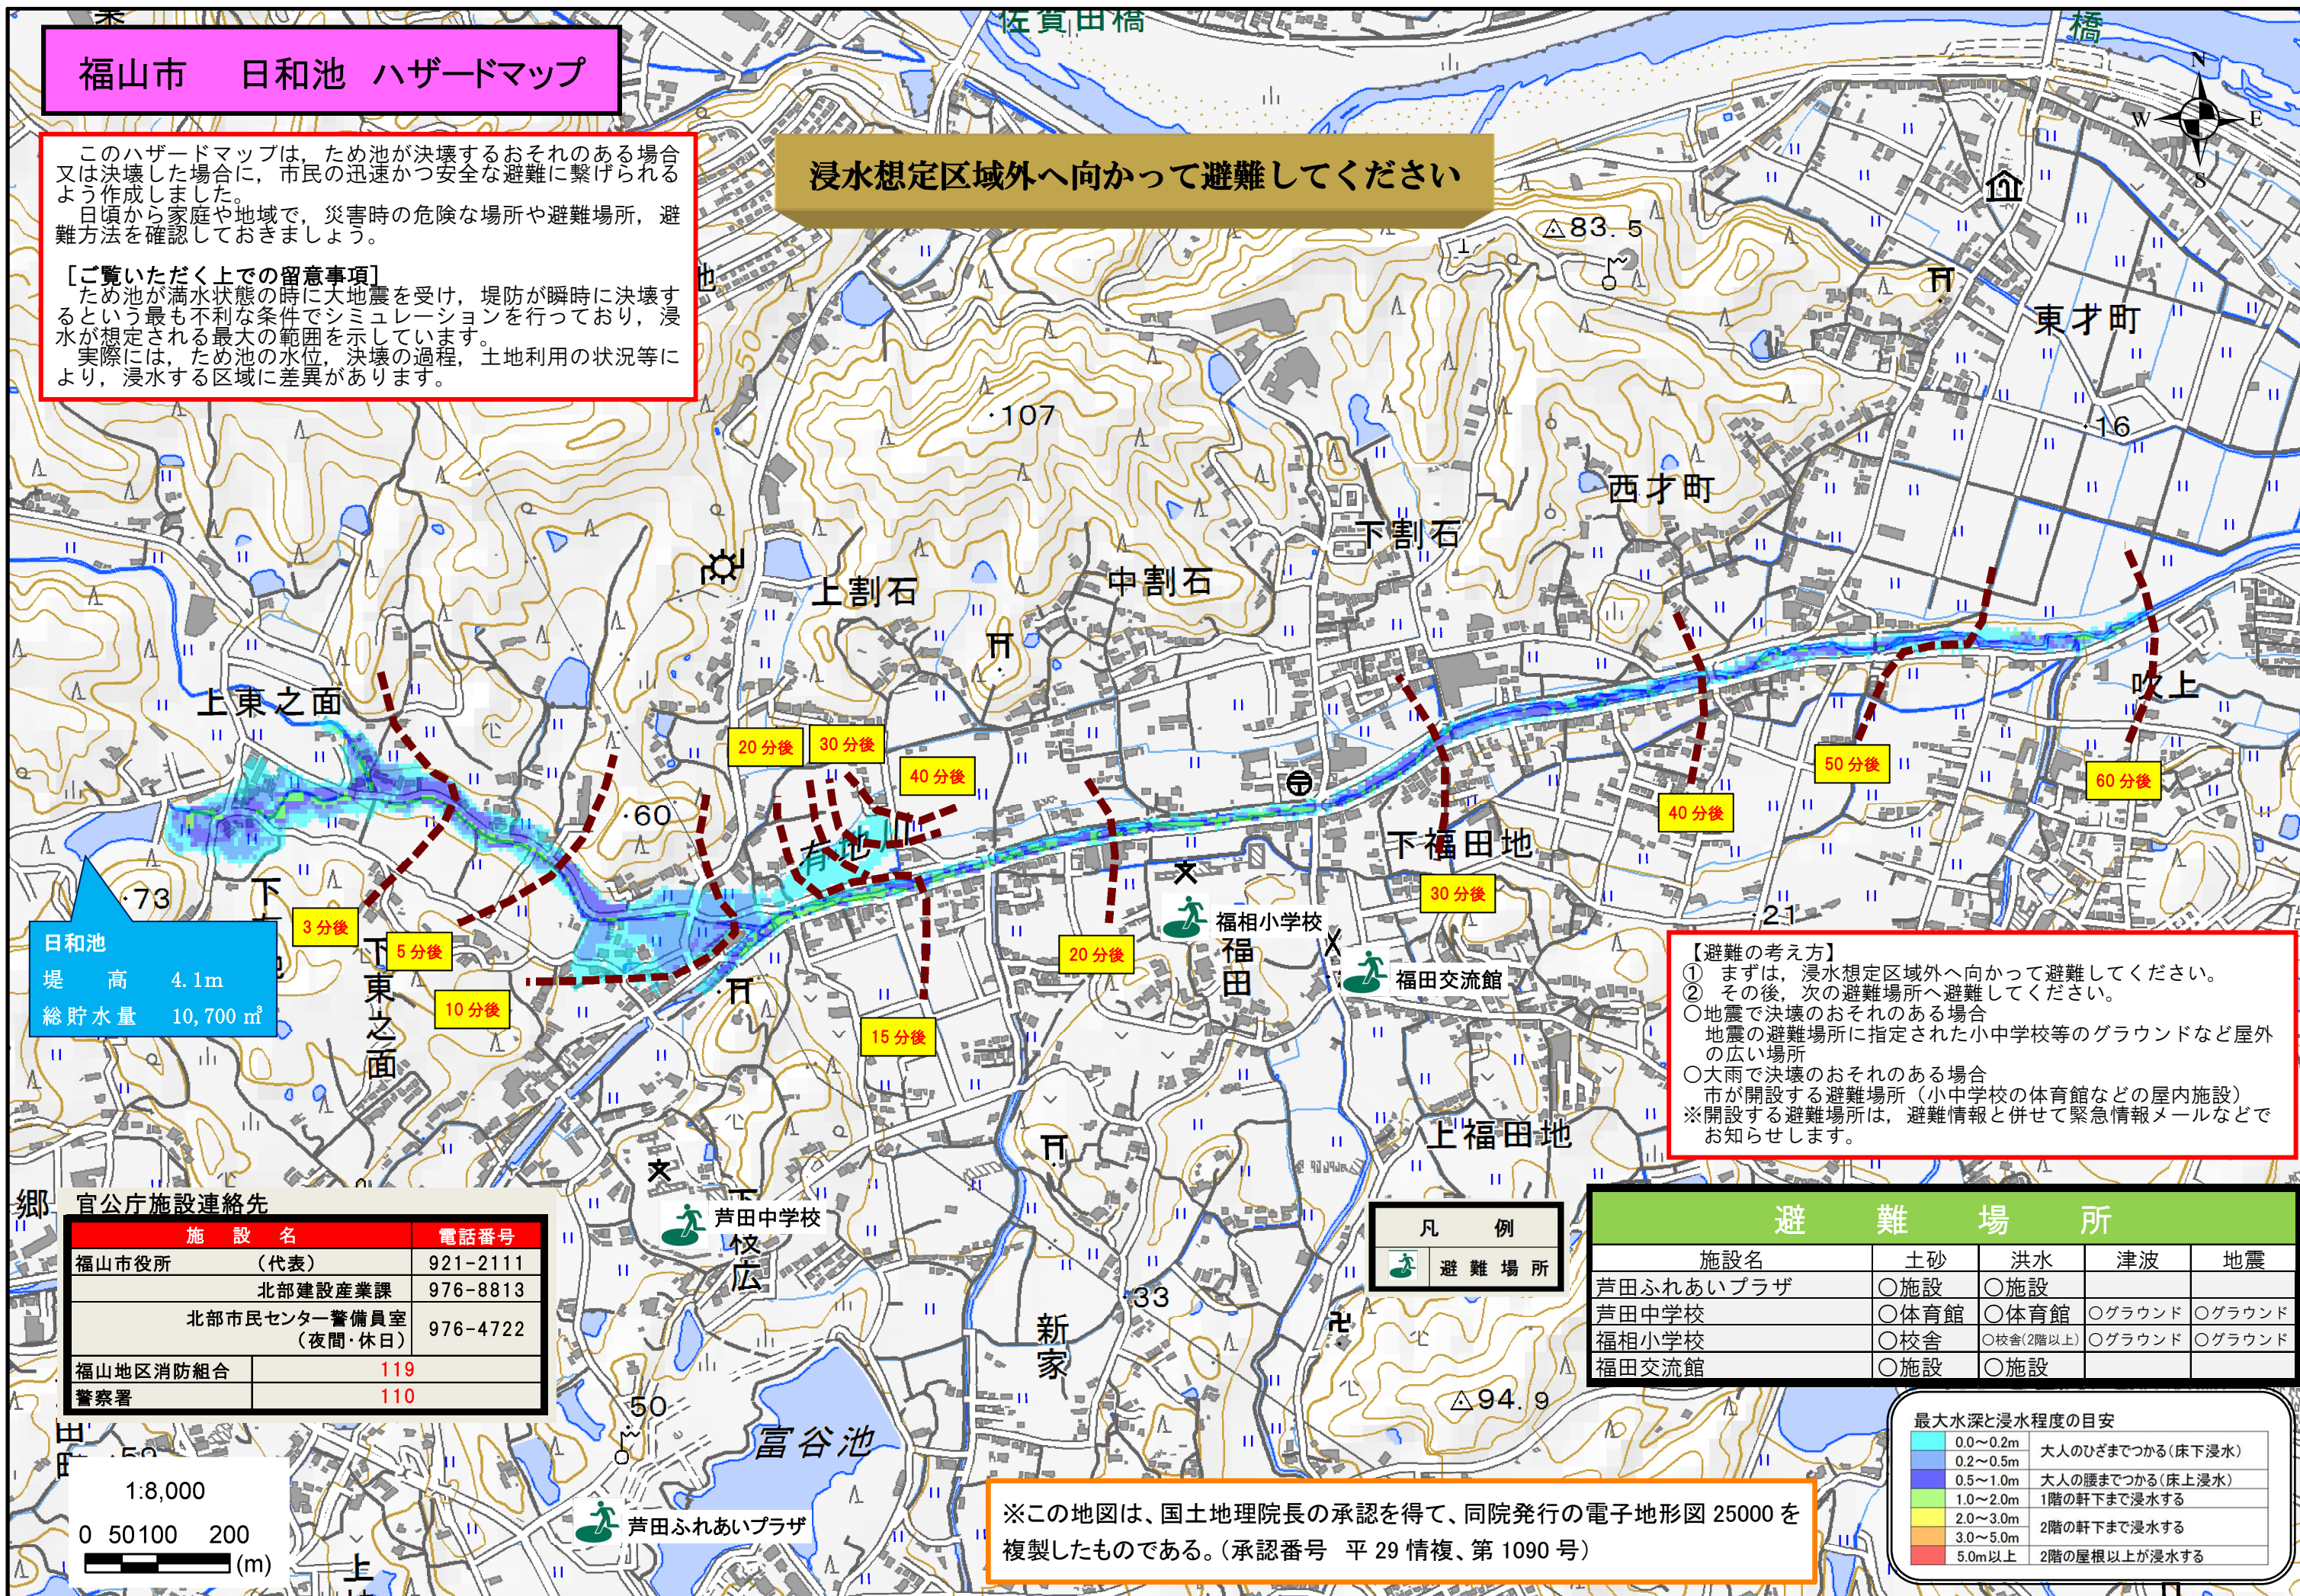 福山市　日和池　ハザードマップ
このハザードマップは，ため池が決壊するおそれのある場合
又は決壊した場合に，市民の迅速かつ安全な避難に繋げられる
よう作成しました。
日頃から家庭や地域で，災害時の危険な場所や避難場所，避
難方法を確認しておきましょう。
［ご覧いただく上での留意事項］
ため池が満水状態の時に大地震を受け，堤防が瞬時に決壊す
るという最も不利な条件でシミュレーションを行っており，浸
水が想定される最大の範囲を示しています。
実際には，ため池の水位，決壊の過程，土地利用の状況等に
より，浸水する区域に差異があります。
浸水想定区域外へ向かって避難してください
佐賀田橋
橋
N
W
E
S
83.5
東才町
50
107
16
西才町
下割石
中割石
上割石
上東之面
吹上
20分後
30分後
40分後
60
有地川
50分後
60分後
40分後
下福田地
30分後
73
3分後
5分後
10分後
15分後
20分後
下東之面
福相小学校
福田
福田交流館
21
日和池
堤　高　4.1m
総貯水量　10,700㎥
【避難の考え方】
①　まずは，浸水想定区域外へ向かって避難してください。
②　その後，次の避難場所へ避難してください。
○地震で決壊のおそれのある場合
地震の避難場所に指定された小中学校等のグラウンドなど屋外
の広い場所
○大雨で決壊のおそれのある場合
市が開設する避難場所（小中学校の体育館などの屋内施設）
※開設する避難場所は，避難情報と併せて緊急情報メールなどで
お知らせします。
上福田地
郷
芦田中学校
33
新家
94.9
50
富谷池
芦田ふれあいプラザ
官公庁施設連絡先
施設名　電話番号
福山市役所　（代表）　921-2111
北部建設産業課　976-8813
北部市民センター警備員室
（夜間・休日）　976-4722
福山地区消防組合　119
警察署　110
凡　例
避難場所
避難場所
施設名　土砂　洪水　津波　地震
芦田ふれあいプラザ　○施設　○施設
芦田中学校　○体育館　○体育館　○グラウンド　○グラウンド
福相小学校　○校舎　○校舎(2階以上)　○グラウンド　○グラウンド
福田交流館　○施設　○施設
最大水深と浸水程度の目安
0.0～0.2m　大人のひざまでつかる（床下浸水）
0.2～0.5m
0.5～1.0m　大人の腰までつかる（床上浸水）
1.0～2.0m　1階の軒下まで浸水する
2.0～3.0m　2階の軒下まで浸水する
3.0～5.0m
5.0m以上　2階の屋根以上が浸水する
1:8,000
0　50 100　200
(m)
※この地図は、国土地理院長の承認を得て、同院発行の電子地形図25000を
複製したものである。（承認番号　平29情複、第1090号）